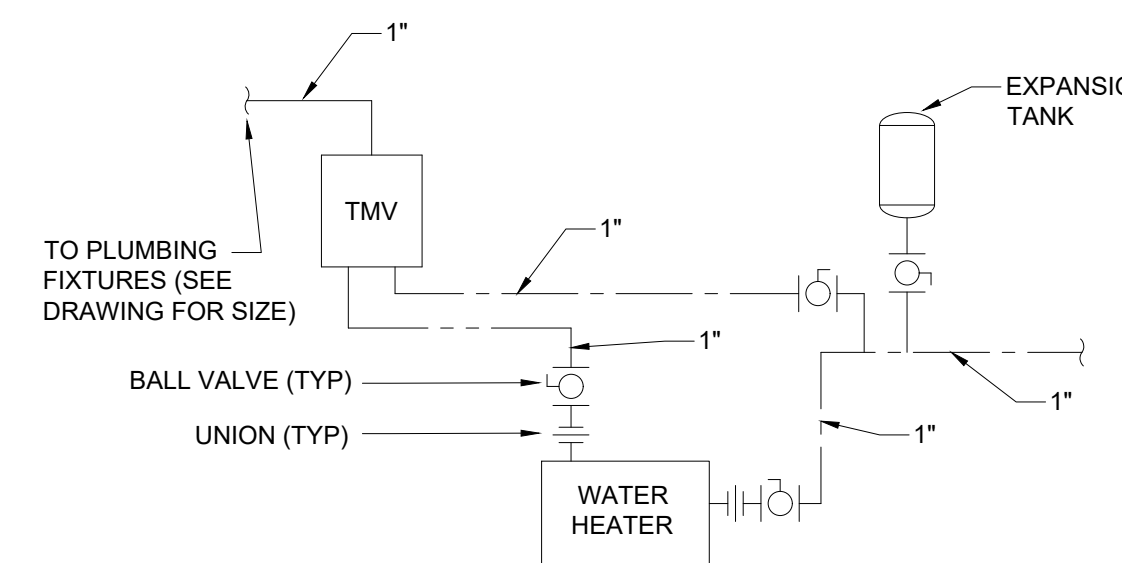 1"
EXPANSIO
TANK
TMV
1"
TO PLUMBING
FIXTURES (SEE
DRAWING FOR SIZE)
1"
BALL VALVE (TYP)
1"
UNION (TYP)
1"
WATER
HEATER